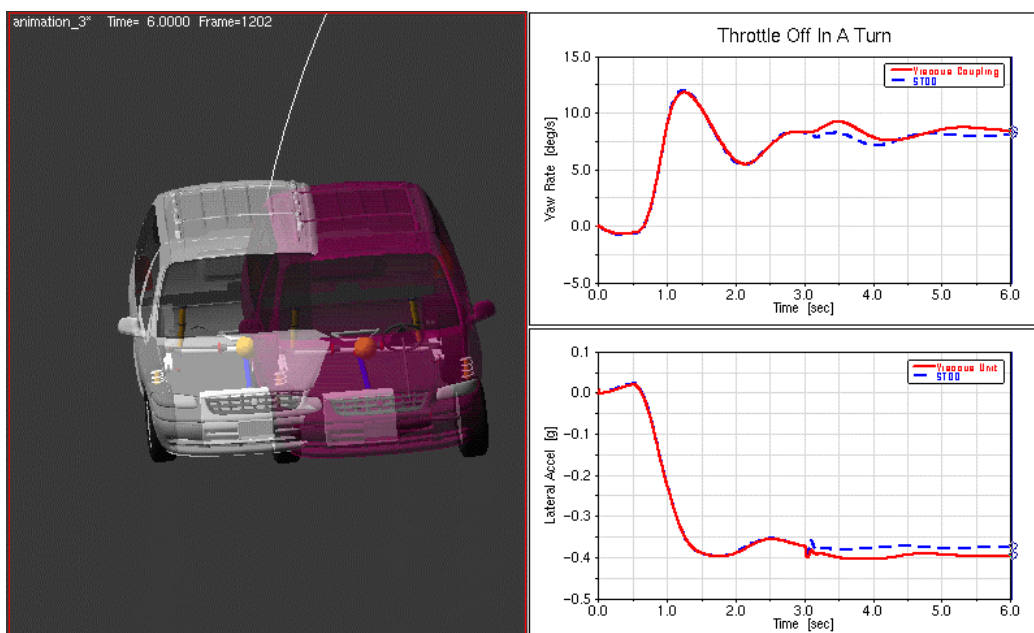 animation_3* Time= 6.0000 Frame=1202
Throttle Off In A Turn
15.0
10.0
5.0
0.0
−5.0
Yaw Rate [deg/s]
Viscous Coupling
STOO
0.0 1.0 2.0 3.0 4.0 5.0 6.0
Time [sec]
0.1
0.0
−0.1
−0.2
−0.3
−0.4
−0.5
Lateral Accel [g]
Viscous Unit
STOO
0.0 1.0 2.0 3.0 4.0 5.0 6.0
Time [sec]